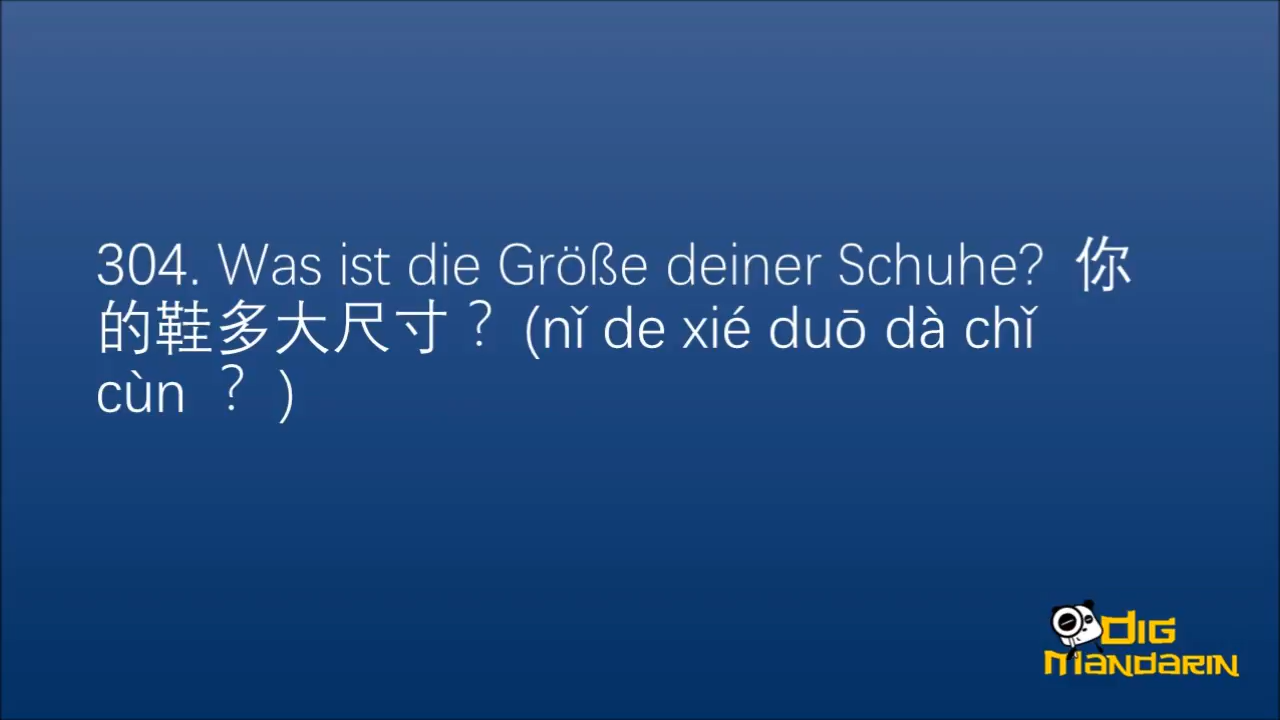 304. Was ist die Größe deiner Schuhe? 你
的鞋多大尺寸？ (nǐ de xié duō dà chǐ
cùn ？ )
DIG
MANDARIN